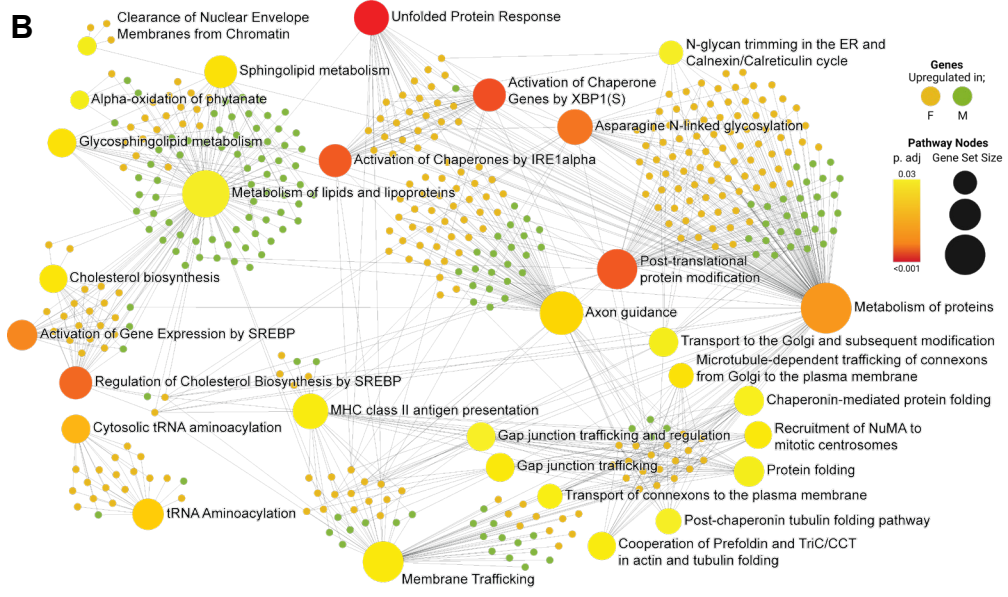 B
Clearance of Nuclear Envelope
Membranes from Chromatin
Unfolded Protein Response
N-glycan trimming in the ER and
Calnexin/Calreticulin cycle
Sphingolipid metabolism
Activation of Chaperone
Genes by XBP1(S)
Alpha-oxidation of phytanate
Asparagine N-linked glycosylation
Glycosphingolipid metabolism
Activation of Chaperones by IRE1alpha
Metabolism of lipids and lipoproteins
Genes
Upregulated in;
F M
Pathway Nodes
p. adj Gene Set Size
0.03
<0.001
Cholesterol biosynthesis
Post-translational
protein modification
Metabolism of proteins
Axon guidance
Activation of Gene Expression by SREBP
Transport to the Golgi and subsequent modification
Microtubule-dependent trafficking of connexons
from Golgi to the plasma membrane
Regulation of Cholesterol Biosynthesis by SREBP
Chaperonin-mediated protein folding
MHC class II antigen presentation
Cytosolic tRNA aminoacylation
Gap junction trafficking and regulation
Recruitment of NuMA to
mitotic centrosomes
Gap junction trafficking
Protein folding
Transport of connexons to the plasma membrane
tRNA Aminoacylation
Post-chaperonin tubulin folding pathway
Cooperation of Prefoldin and TriC/CCT
in actin and tubulin folding
Membrane Trafficking